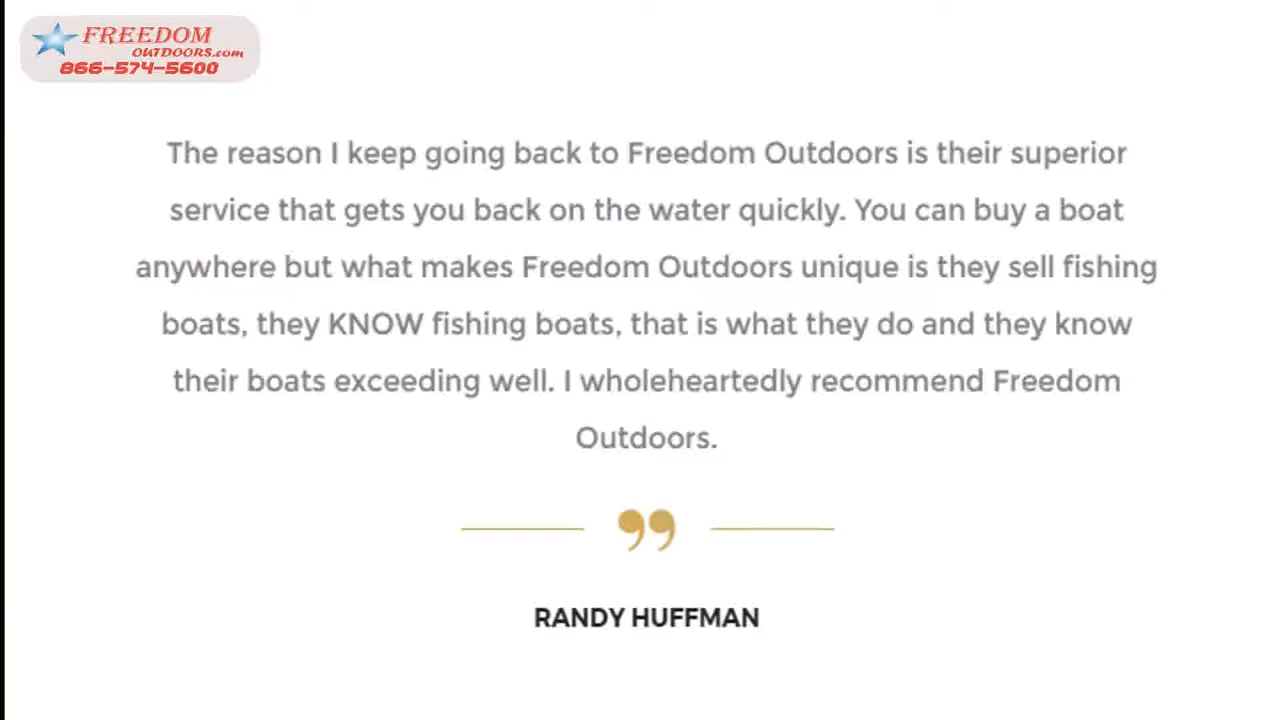 FREEDOM
OUTDOORS.com
866-574-5600
The reason I keep going back to Freedom Outdoors is their superior
service that gets you back on the water quickly. You can buy a boat
anywhere but what makes Freedom Outdoors unique is they sell fishing
boats, they KNOW fishing boats, that is what they do and they know
their boats exceeding well. I wholeheartedly recommend Freedom
Outdoors.
”
RANDY HUFFMAN